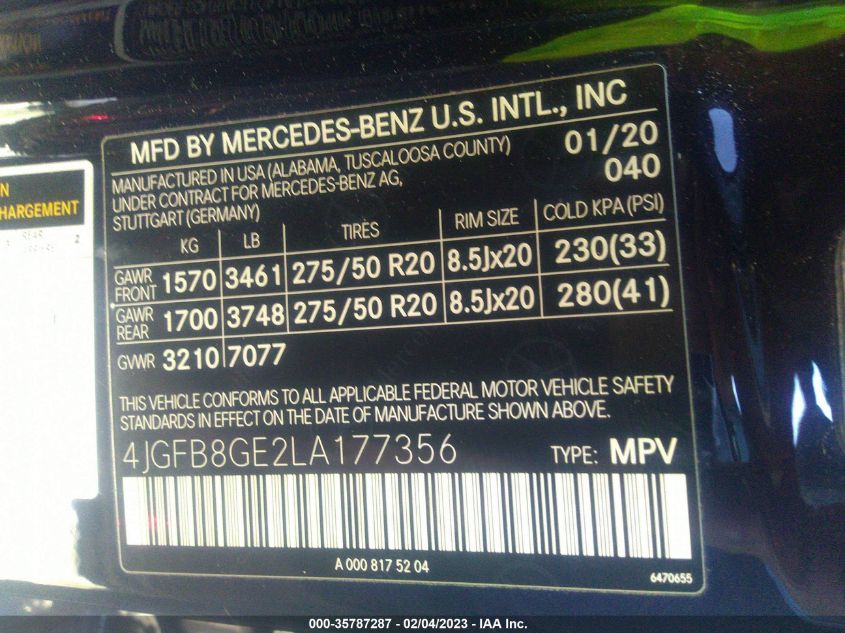 MFD BY MERCEDES-BENZ U.S. INTL., INC
MANUFACTURED IN USA (ALABAMA, TUSCALOOSA COUNTY)
UNDER CONTRACT FOR MERCEDES-BENZ AG,
STUTTGART (GERMANY)
01/20
040
KG LB TIRES RIM SIZE COLD KPA (PSI)
GAWR FRONT 1570 3461 275/50 R20 8.5Jx20 230(33)
GAWR REAR 1700 3748 275/50 R20 8.5Jx20 280(41)
GVWR 3210 7077
THIS VEHICLE CONFORMS TO ALL APPLICABLE FEDERAL MOTOR VEHICLE SAFETY
STANDARDS IN EFFECT ON THE DATE OF MANUFACTURE SHOWN ABOVE.
4JGFB8GE2LA177356 TYPE: MPV
A 000 817 52 04
6470655
HARGEMENT
000-35787287 - 02/04/2023 - IAA Inc.